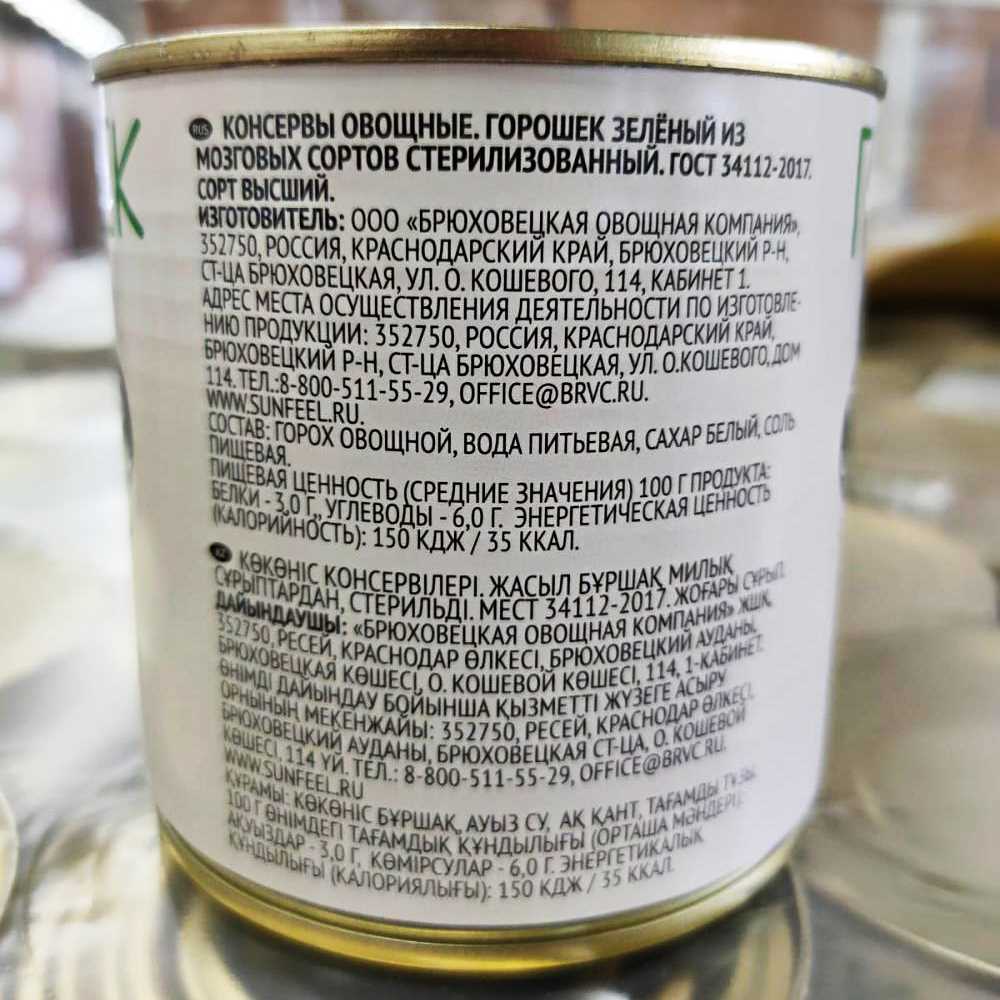 ЕК
Г
RUS КОНСЕРВЫ ОВОЩНЫЕ. ГОРОШЕК ЗЕЛЁНЫЙ ИЗ
МОЗГОВЫХ СОРТОВ СТЕРИЛИЗОВАННЫЙ. ГОСТ 34112-2017.
СОРТ ВЫСШИЙ.
ИЗГОТОВИТЕЛЬ: ООО «БРЮХОВЕЦКАЯ ОВОЩНАЯ КОМПАНИЯ»,
352750, РОССИЯ, КРАСНОДАРСКИЙ КРАЙ, БРЮХОВЕЦКИЙ Р-Н,
СТ-ЦА БРЮХОВЕЦКАЯ, УЛ. О. КОШЕВОГО, 114, КАБИНЕТ 1.
АДРЕС МЕСТА ОСУЩЕСТВЛЕНИЯ ДЕЯТЕЛЬНОСТИ ПО ИЗГОТОВЛЕ-
НИЮ ПРОДУКЦИИ: 352750, РОССИЯ, КРАСНОДАРСКИЙ КРАЙ,
БРЮХОВЕЦКИЙ Р-Н, СТ-ЦА БРЮХОВЕЦКАЯ, УЛ. О.КОШЕВОГО, ДОМ
114. ТЕЛ.:8-800-511-55-29, OFFICE@BRVC.RU.
WWW.SUNFEEL.RU.
СОСТАВ: ГОРОХ ОВОЩНОЙ, ВОДА ПИТЬЕВАЯ, САХАР БЕЛЫЙ, СОЛЬ
ПИЩЕВАЯ.
ПИЩЕВАЯ ЦЕННОСТЬ (СРЕДНИЕ ЗНАЧЕНИЯ) 100 Г ПРОДУКТА:
БЕЛКИ - 3,0 Г., УГЛЕВОДЫ - 6,0 Г. ЭНЕРГЕТИЧЕСКАЯ ЦЕННОСТЬ
(КАЛОРИЙНОСТЬ): 150 КДЖ / 35 ККАЛ.
KZ КӨКӨНІС КОНСЕРВІЛЕРІ. ЖАСЫЛ БҰРШАҚ МИЛЫҚ
СҰРЫПТАРДАН, СТЕРИЛЬДІ. МЕСТ 34112-2017. ЖОҒАРЫ СҰРЫП.
ДАЙЫНДАУШЫ: «БРЮХОВЕЦКАЯ ОВОЩНАЯ КОМПАНИЯ» ЖШҚ,
352750, РЕСЕЙ, КРАСНОДАР ӨЛКЕСІ, БРЮХОВЕЦКИЙ АУДАНЫ,
БРЮХОВЕЦКАЯ КӨШЕСІ, О. КОШЕВОЙ КӨШЕСІ, 114, 1-КАБИНЕТ.
ӨНІМДІ ДАЙЫНДАУ БОЙЫНША ҚЫЗМЕТТІ ЖҮЗЕГЕ АСЫРУ
ОРНЫНЫҢ МЕКЕНЖАЙЫ: 352750, РЕСЕЙ, КРАСНОДАР ӨЛКЕСІ,
БРЮХОВЕЦКИЙ АУДАНЫ, БРЮХОВЕЦКАЯ СТ-ЦА, О. КОШЕВОЙ
КӨШЕСІ, 114 ҮЙ. ТЕЛ.: 8-800-511-55-29, OFFICE@BRVC.RU.
WWW.SUNFEEL.RU
ҚҰРАМЫ: КӨКӨНІС БҰРШАҚ, АУЫЗ СУ, АҚ ҚАНТ, ТАҒАМДЫ ТҰЗЫ.
100 Г ӨНІМДЕГІ ТАҒАМДЫҚ ҚҰНДЫЛЫҒЫ (ОРТАША МӘНДЕРІ):
АҚУЫЗДАР - 3,0 Г, КӨМІРСУЛАР - 6,0 Г. ЭНЕРГЕТИКАЛЫҚ
ҚҰНДЫЛЫҒЫ (КАЛОРИЯЛЫҒЫ): 150 КДЖ / 35 ККАЛ.